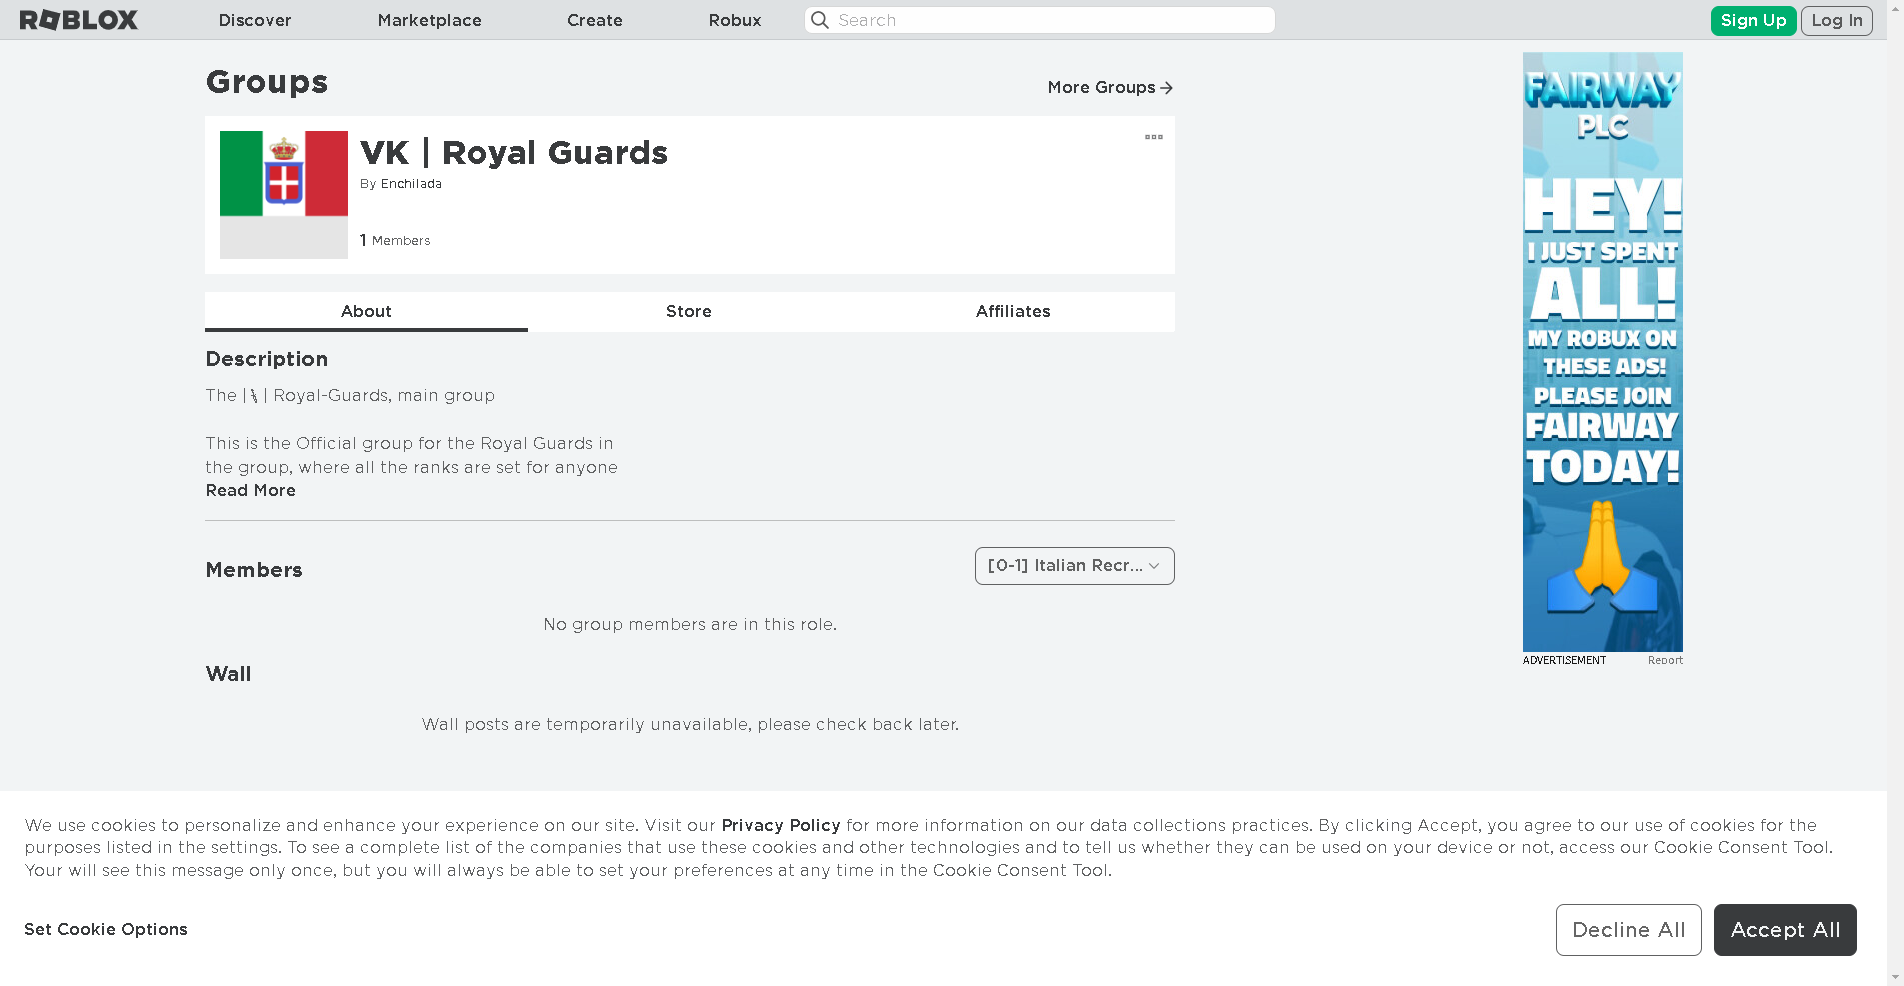 ROBLOX
Discover
Marketplace
Create
Robux
Search
Sign Up
Log In
Groups
More Groups
VK | Royal Guards
By Enchilada
1 Members
About
Store
Affiliates
Description
The | | Royal-Guards, main group
This is the Official group for the Royal Guards in
the group, where all the ranks are set for anyone
Read More
Members
[0-1] Italian Recr...
No group members are in this role.
Wall
Wall posts are temporarily unavailable, please check back later.
FAIRWAY
PLC
HEY!
I JUST SPENT
ALL!
MY ROBUX ON
THESE ADS!
PLEASE JOIN
FAIRWAY
TODAY!
ADVERTISEMENT
Report
We use cookies to personalize and enhance your experience on our site. Visit our Privacy Policy for more information on our data collections practices. By clicking Accept, you agree to our use of cookies for the
purposes listed in the settings. To see a complete list of the companies that use these cookies and other technologies and to tell us whether they can be used on your device or not, access our Cookie Consent Tool.
Your will see this message only once, but you will always be able to set your preferences at any time in the Cookie Consent Tool.
Set Cookie Options
Decline All
Accept All